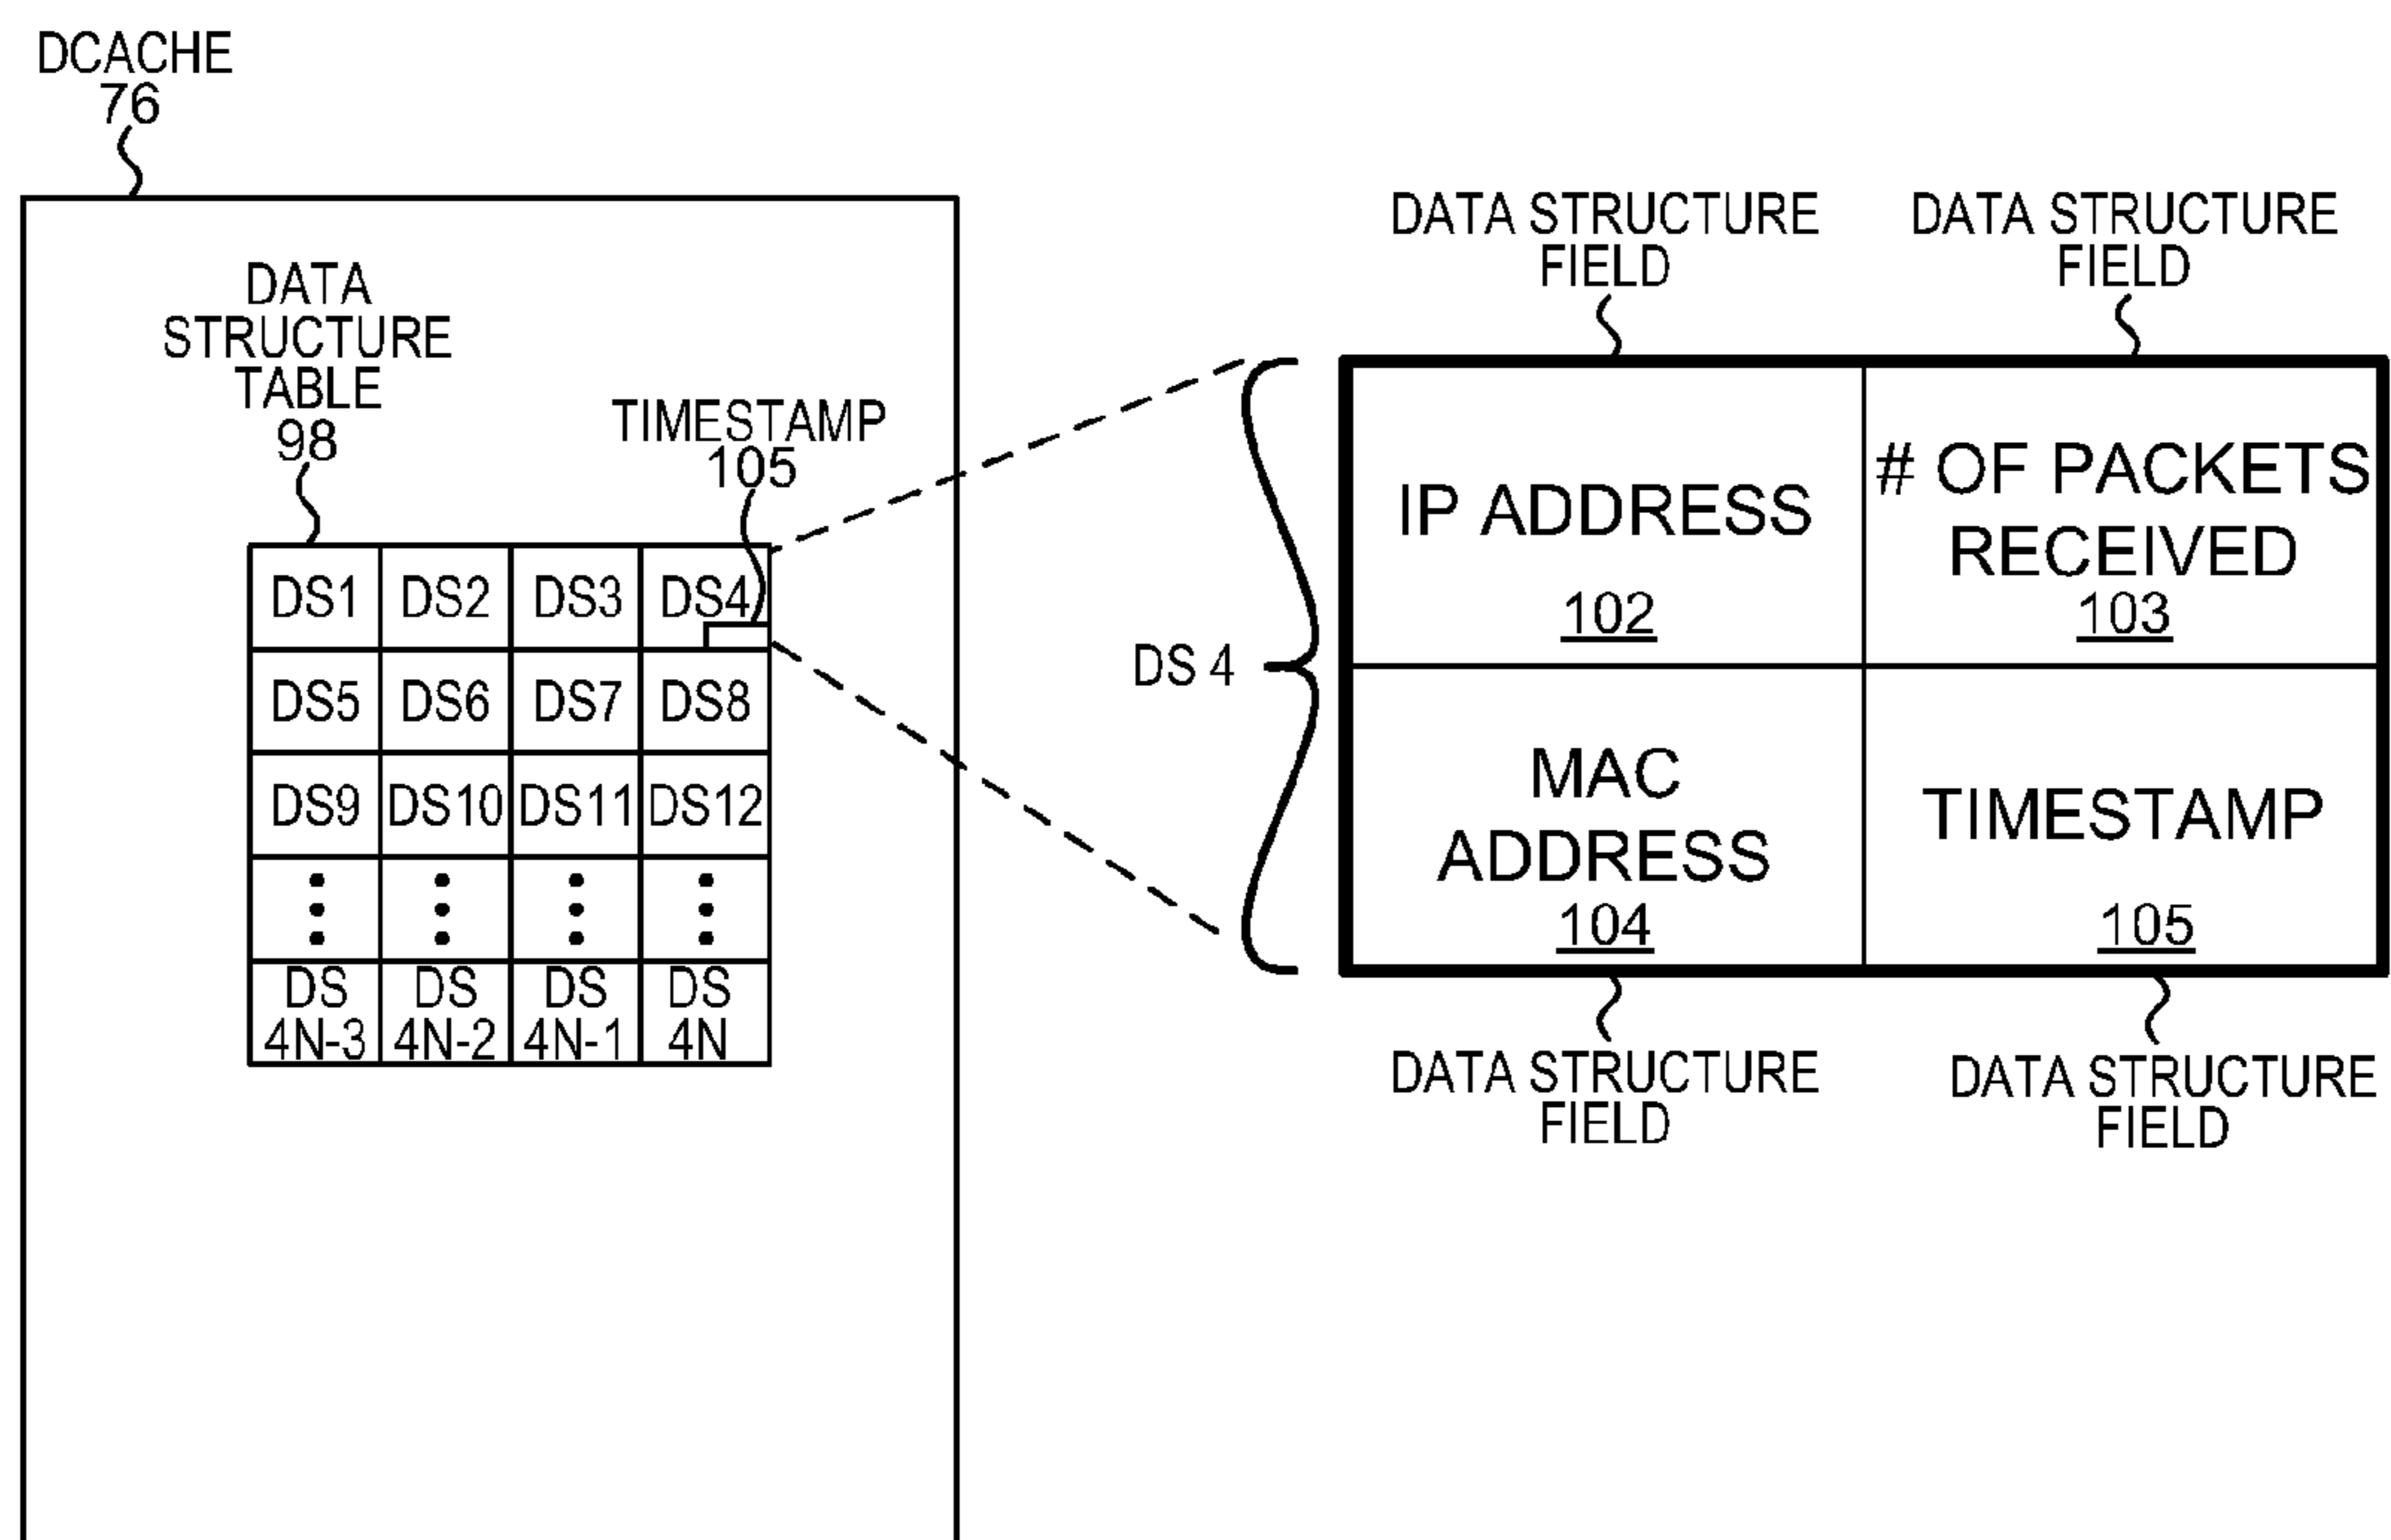 DCACHE
76
DATA
STRUCTURE
TABLE
98
TIMESTAMP
105
DS1 DS2 DS3 DS4
DS5 DS6 DS7 DS8
DS9 DS10 DS11 DS12
DS DS DS DS
4N-3 4N-2 4N-1 4N
DS 4
DATA STRUCTURE
FIELD
DATA STRUCTURE
FIELD
IP ADDRESS
102
# OF PACKETS
RECEIVED
103
MAC
ADDRESS
104
TIMESTAMP
105
DATA STRUCTURE
FIELD
DATA STRUCTURE
FIELD